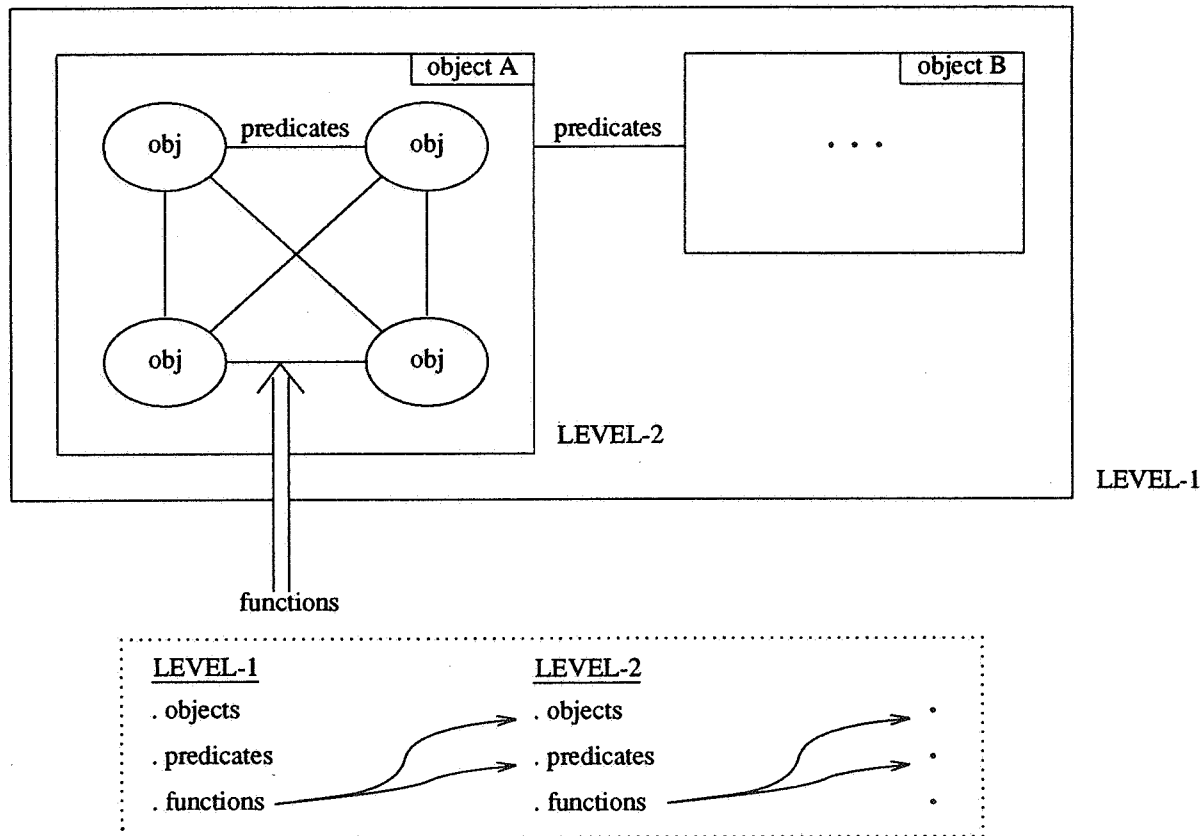 object A
object B
obj
predicates
obj
predicates
. . .
obj
obj
LEVEL-2
LEVEL-1
functions
LEVEL-1
LEVEL-2
. objects
. objects
.
. predicates
. predicates
.
. functions
. functions
.